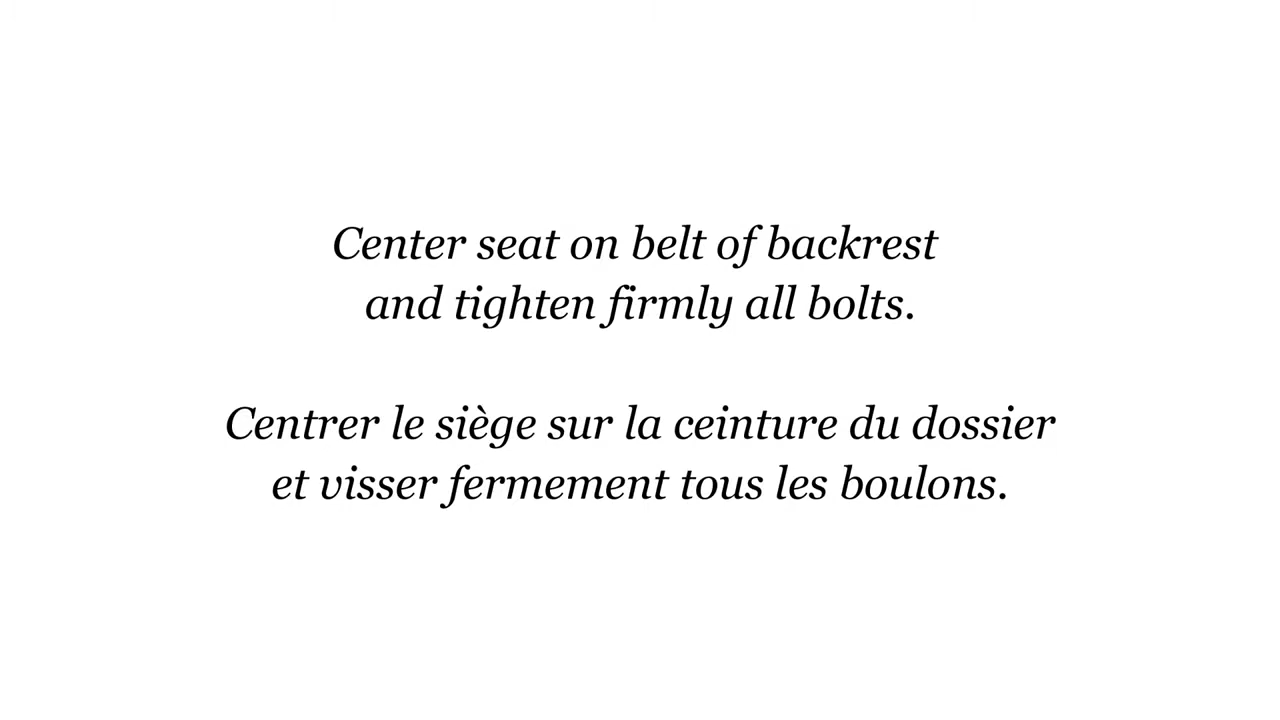 Center seat on belt of backrest
and tighten firmly all bolts.
Centrer le siège sur la ceinture du dossier
et visser fermement tous les boulons.